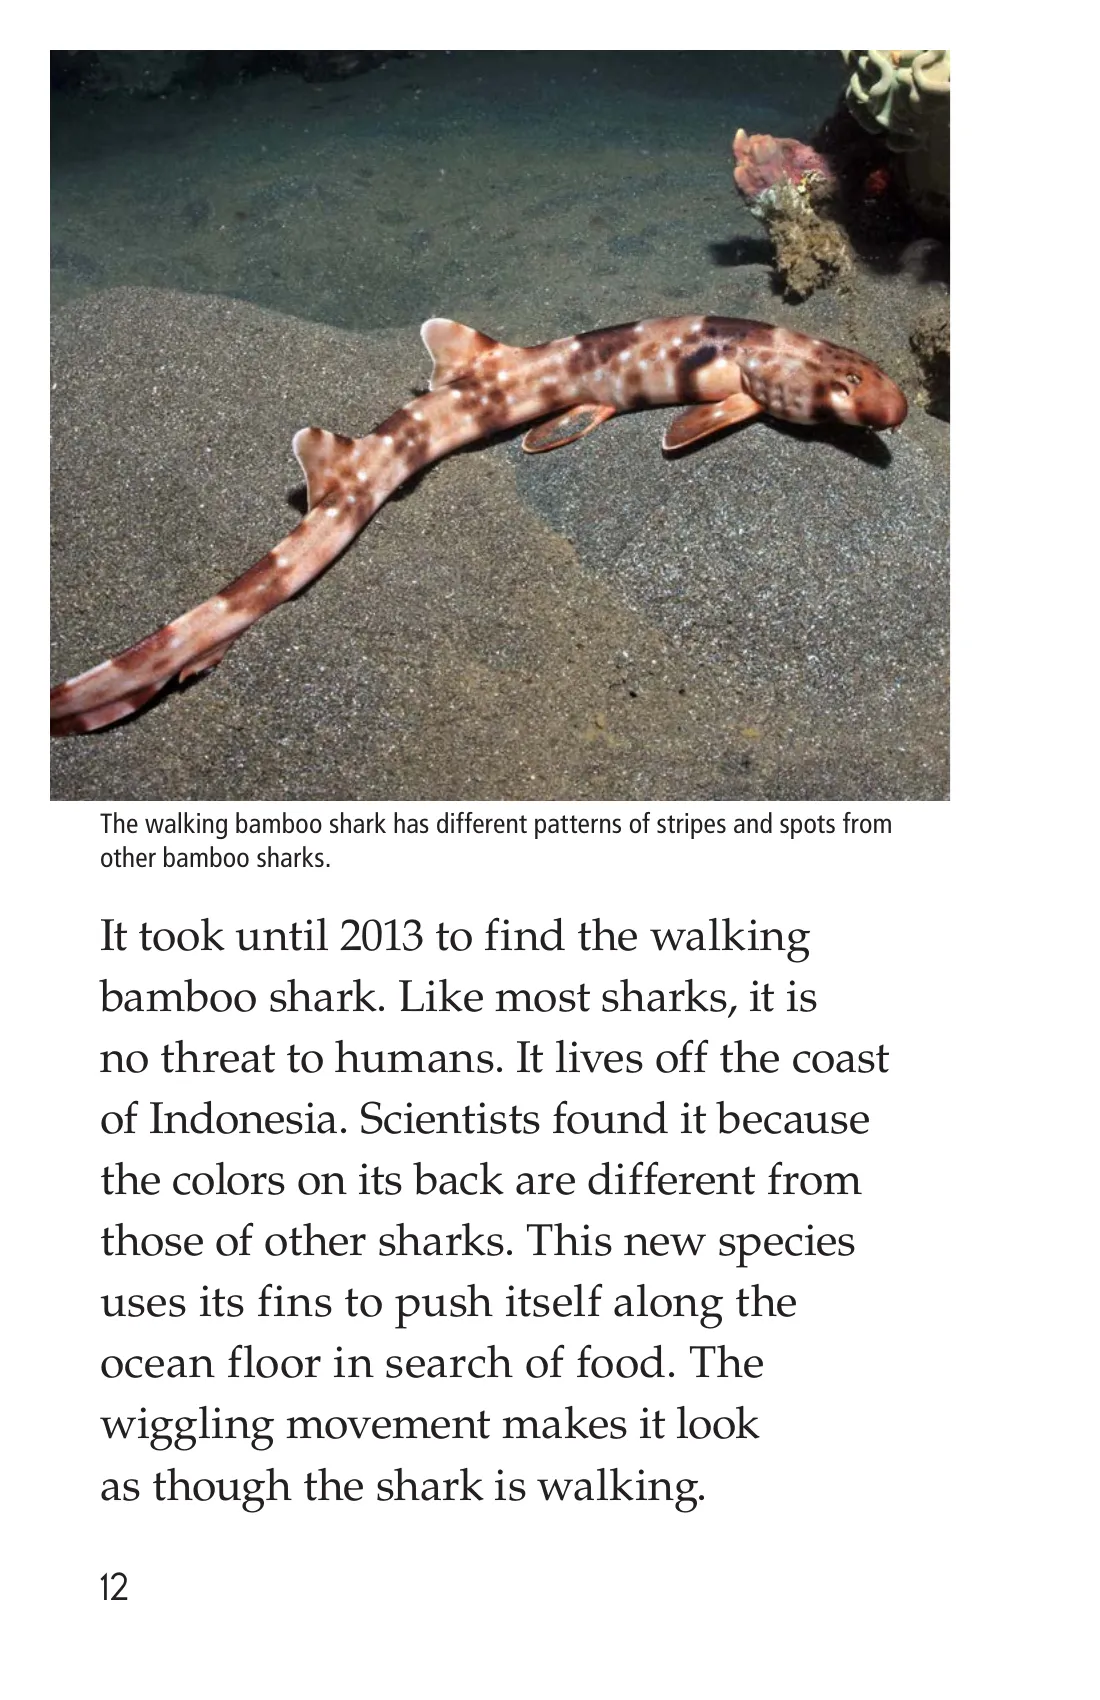 The walking bamboo shark has different patterns of stripes and spots from
other bamboo sharks.
It took until 2013 to find the walking
bamboo shark. Like most sharks, it is
no threat to humans. It lives off the coast
of Indonesia. Scientists found it because
the colors on its back are different from
those of other sharks. This new species
uses its fins to push itself along the
ocean floor in search of food. The
wiggling movement makes it look
as though the shark is walking.
12